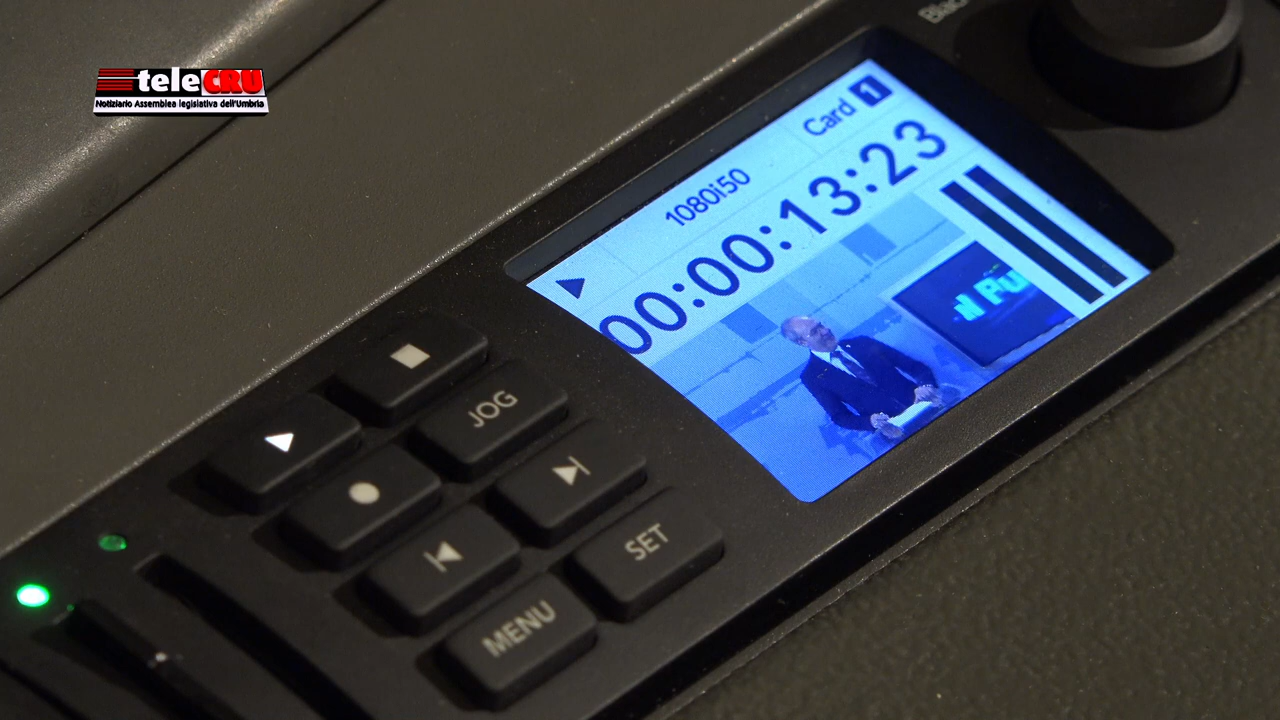 teleCRU
Notiziario Assemblea legislativa dell'Umbria
Card 1
1080i50
00:00:13:23
JOG
SET
MENU